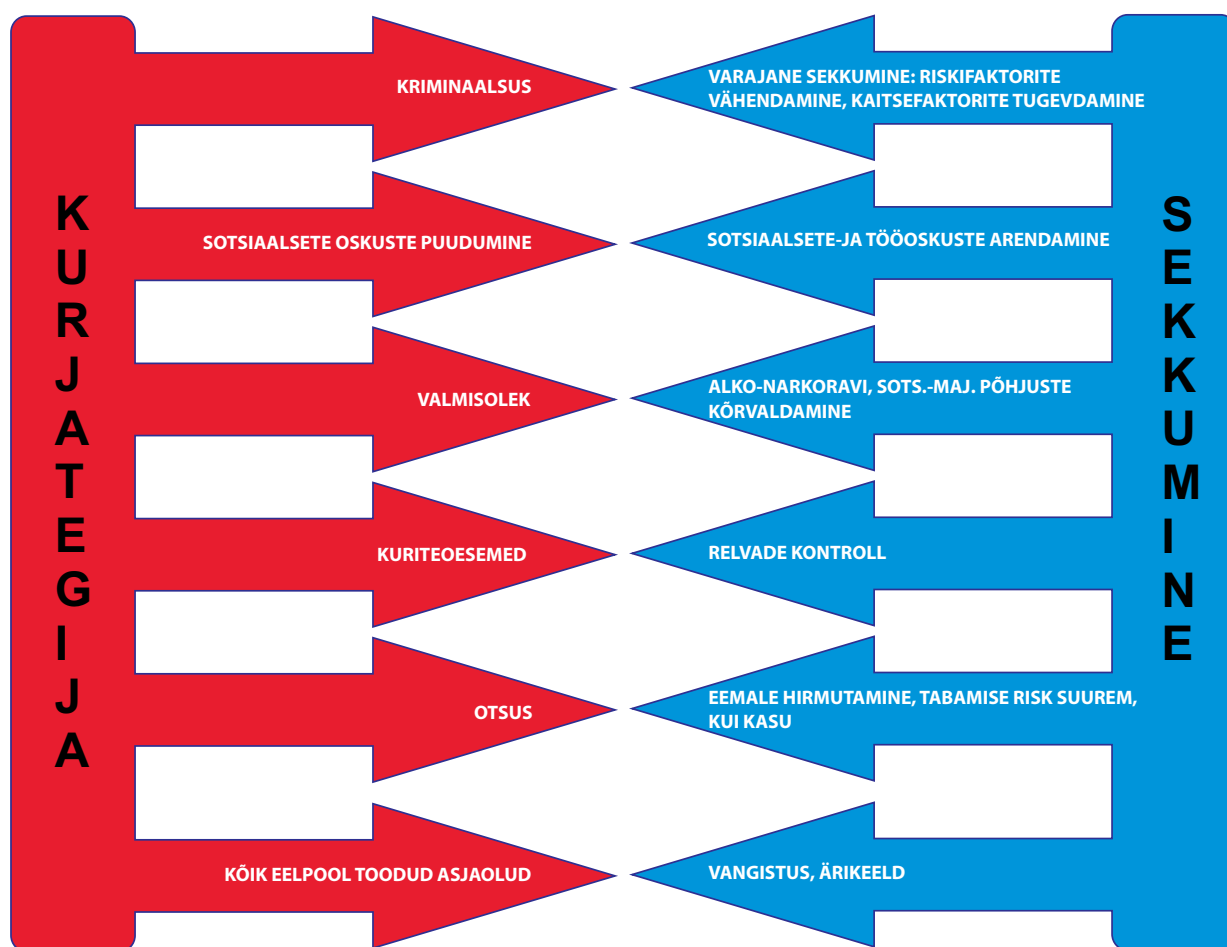 KURJATEGIJA
KRIMINAALSUS
VARAJANE SEKKUMINE: RISKIFAKTORITE
VÄHENDAMINE, KAITSEFAKTORITE TUGEVDAMINE
SOTSIAALSETE OSKUSTE PUUDUMINE
SOTSIAALSETE-JA TÖÖOSKUSTE ARENDAMINE
VALMISOLEK
ALKO-NARKORAVI, SOTS.-MAJ. PÕHJUSTE
KÕRVALDAMINE
KURITEOESEMED
RELVADE KONTROLL
OTSUS
EEMALE HIRMUTAMINE, TABAMISE RISK SUUREM,
KUI KASU
KÕIK EELPOOL TOODUD ASJAOLUD
VANGISTUS, ÄRIKEELD
SEKKUMINE